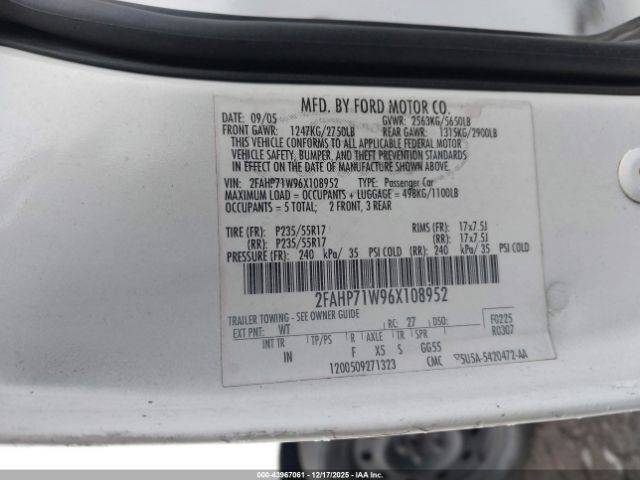 MFD. BY FORD MOTOR CO.
DATE: 09/05 GVWR: 2563KG/5650LB
FRONT GAWR: 1247KG/2750LB REAR GAWR: 1315KG/2900LB
THIS VEHICLE CONFORMS TO ALL APPLICABLE FEDERAL MOTOR
VEHICLE SAFETY, BUMPER, AND THEFT PREVENTION STANDARDS
IN EFFECT ON THE DATE OF MANUFACTURE SHOWN ABOVE.
VIN: 2FAHP71W96X108952 TYPE: Passenger Car
MAXIMUM LOAD = OCCUPANTS + LUGGAGE = 498KG/1100LB
OCCUPANTS = 5 TOTAL; 2 FRONT, 3 REAR
TIRE (FR): P235/55R17 RIMS (FR): 17x7.5J
(RR): P235/55R17 (RR): 17x7.5J
PRESSURE (FR): 240 kPa/ 35 PSI COLD (RR): 240 kPa/ 35 PSI COLD
2FAHP71W96X108952
TRAILER TOWING - SEE OWNER GUIDE
EXT PNT: WT RC: 27 DSO: F0225
R0307
INT TR TP/PS R AXLE TR SPR
IN F X5 S GG55
1200509271323 CMC 5U5A-5420472-AA
000-43967061 - 12/17/2025 -